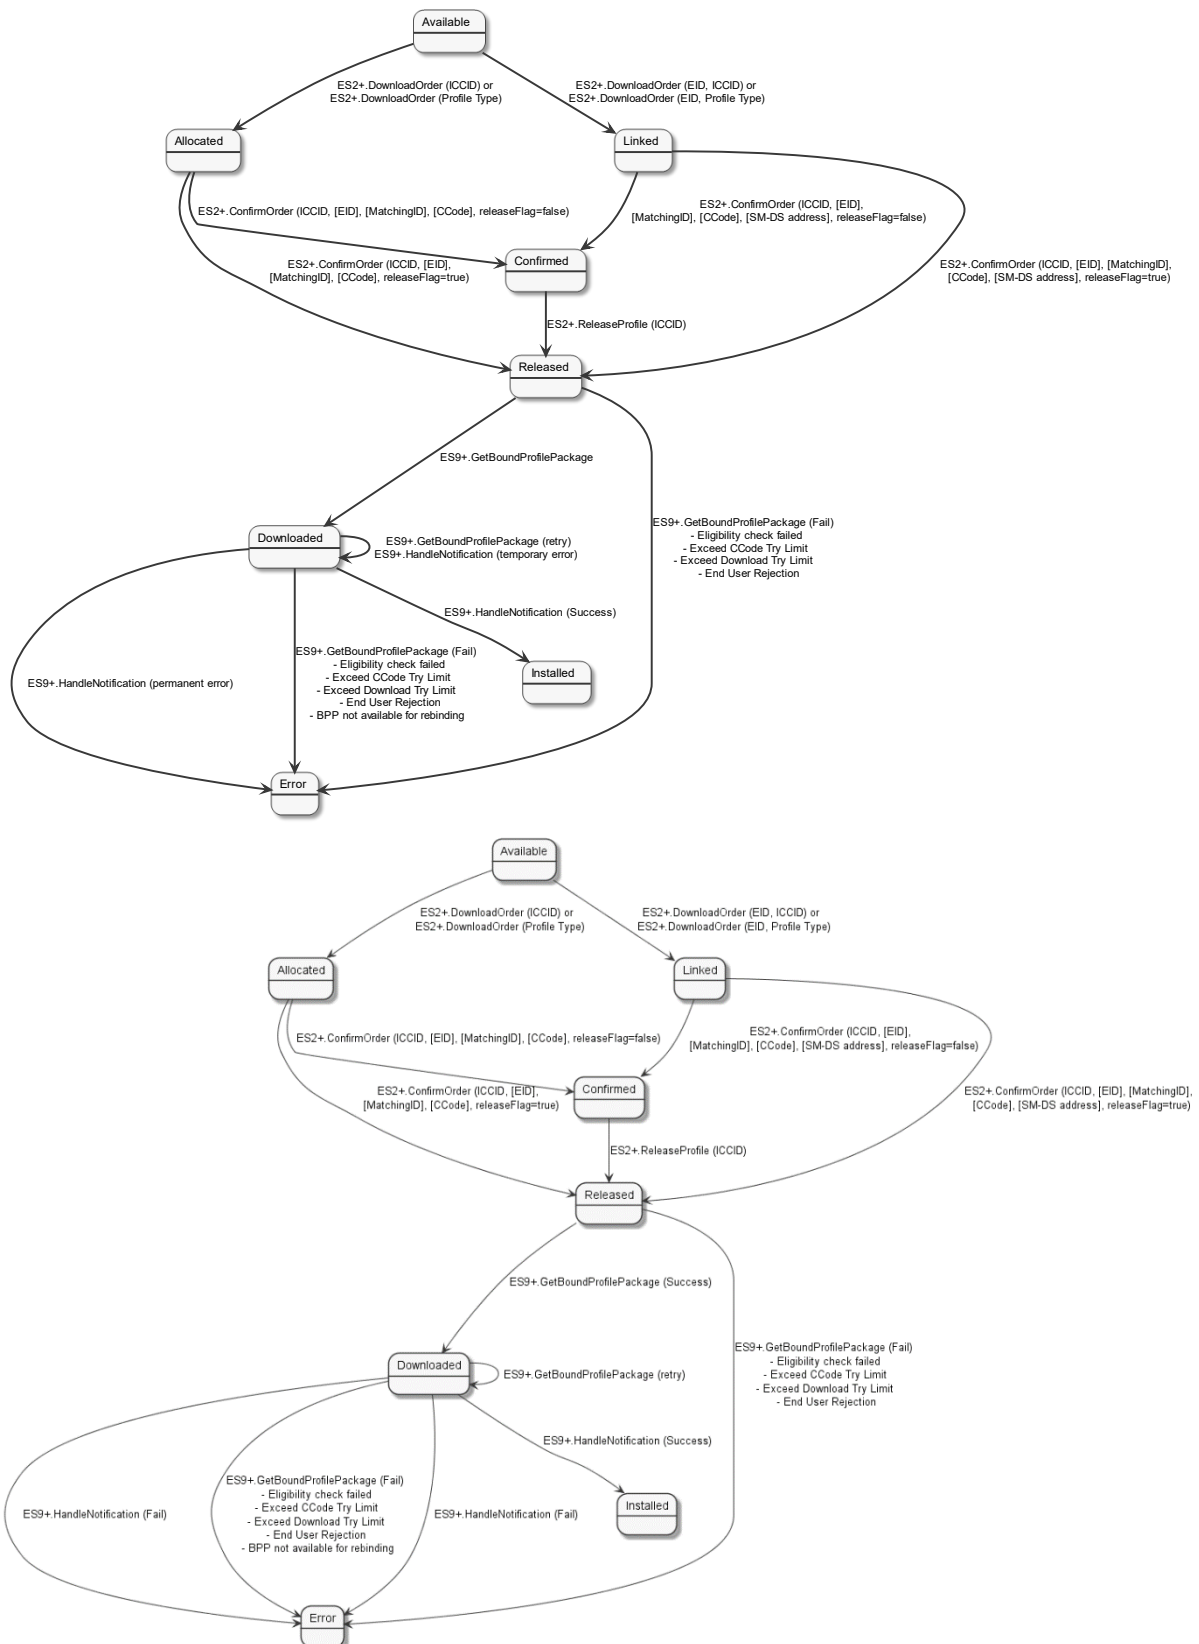 Available
ES2+.DownloadOrder (ICCID) or
ES2+.DownloadOrder (Profile Type)
ES2+.DownloadOrder (EID, ICCID) or
ES2+.DownloadOrder (EID, Profile Type)
Allocated
Linked
ES2+.ConfirmOrder (ICCID, [EID], [MatchingID], [CCode], releaseFlag=false)
ES2+.ConfirmOrder (ICCID, [EID],
[MatchingID], [CCode], [SM-DS address], releaseFlag=false)
Confirmed
ES2+.ConfirmOrder (ICCID, [EID],
[MatchingID], [CCode], releaseFlag=true)
ES2+.ConfirmOrder (ICCID, [EID], [MatchingID],
[CCode], [SM-DS address], releaseFlag=true)
ES2+.ReleaseProfile (ICCID)
Released
ES9+.GetBoundProfilePackage
ES9+.GetBoundProfilePackage (Fail)
- Eligibility check failed
- Exceed CCode Try Limit
- Exceed Download Try Limit
- End User Rejection
Downloaded
ES9+.GetBoundProfilePackage (retry)
ES9+.HandleNotification (temporary error)
ES9+.HandleNotification (Success)
ES9+.HandleNotification (permanent error)
ES9+.GetBoundProfilePackage (Fail)
- Eligibility check failed
- Exceed CCode Try Limit
- Exceed Download Try Limit
- End User Rejection
- BPP not available for rebinding
Installed
Error
Available
ES2+.DownloadOrder (ICCID) or
ES2+.DownloadOrder (Profile Type)
ES2+.DownloadOrder (EID, ICCID) or
ES2+.DownloadOrder (EID, Profile Type)
Allocated
Linked
ES2+.ConfirmOrder (ICCID, [EID], [MatchingID], [CCode], releaseFlag=false)
ES2+.ConfirmOrder (ICCID, [EID],
[MatchingID], [CCode], [SM-DS address], releaseFlag=false)
Confirmed
ES2+.ConfirmOrder (ICCID, [EID],
[MatchingID], [CCode], releaseFlag=true)
ES2+.ConfirmOrder (ICCID, [EID], [MatchingID],
[CCode], [SM-DS address], releaseFlag=true)
ES2+.ReleaseProfile (ICCID)
Released
ES9+.GetBoundProfilePackage (Success)
ES9+.GetBoundProfilePackage (Fail)
- Eligibility check failed
- Exceed CCode Try Limit
- Exceed Download Try Limit
- End User Rejection
Downloaded
ES9+.GetBoundProfilePackage (retry)
ES9+.HandleNotification (Success)
ES9+.HandleNotification (Fail)
ES9+.GetBoundProfilePackage (Fail)
- Eligibility check failed
- Exceed CCode Try Limit
- Exceed Download Try Limit
- End User Rejection
- BPP not available for rebinding
ES9+.HandleNotification (Fail)
Installed
Error